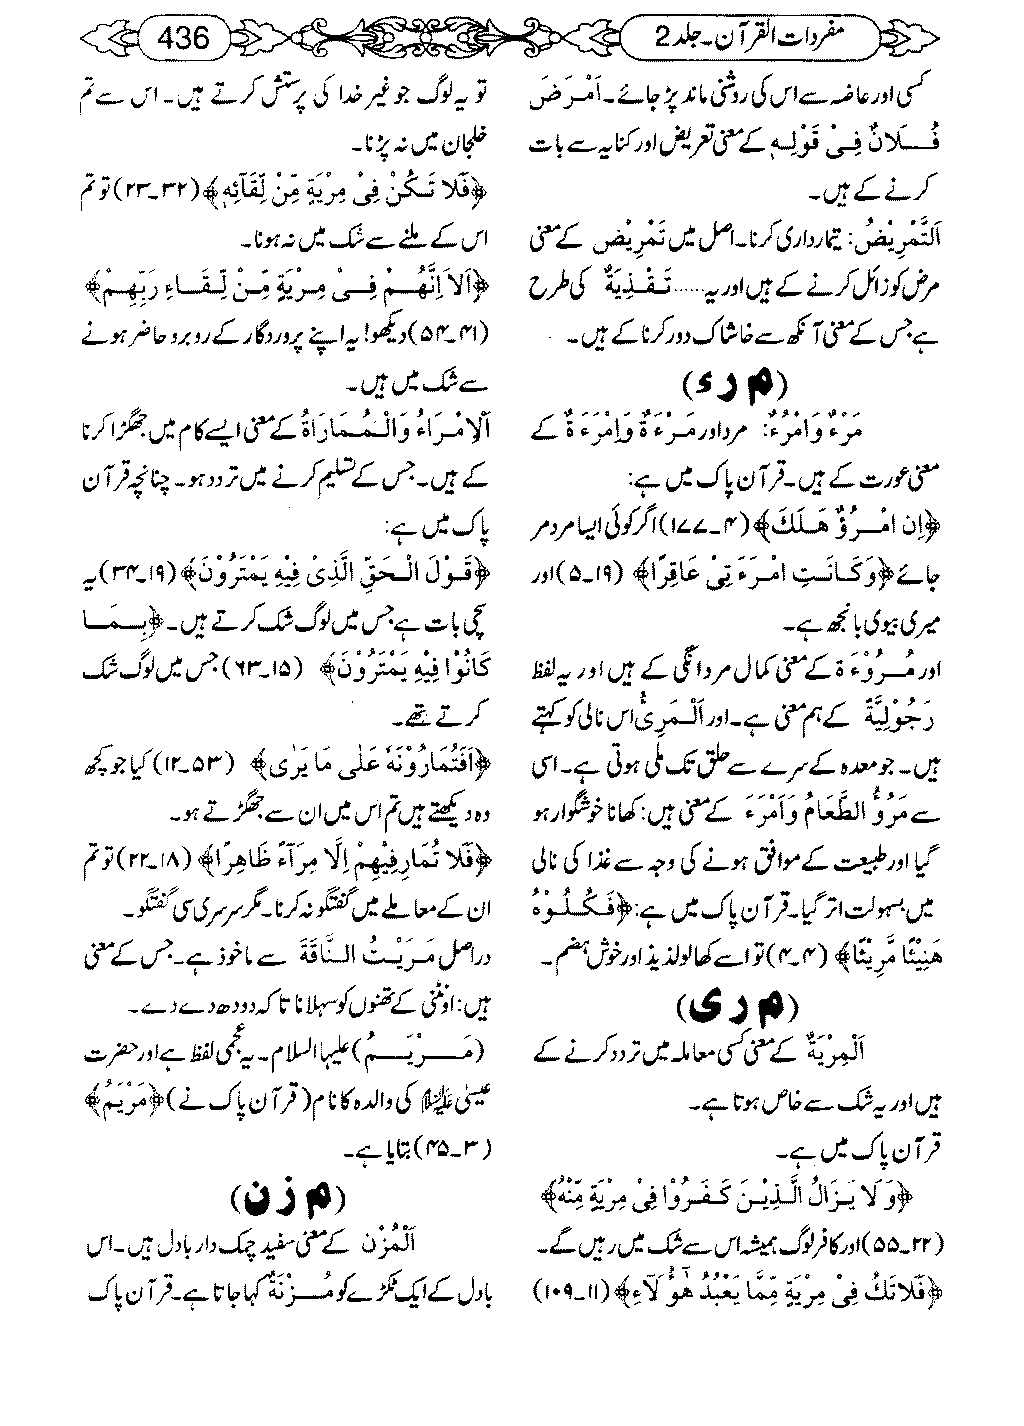 مفردات القرآن۔ جلد 2
436
کسی اور عاضہ سے اس کی روشنی ماند پڑ جائے۔ اَمْرَضَ
فُلَانٌ فِیْ قَوْلِہٖ کے معنی تعریض اور کنایہ سے بات
کرنے کے ہیں۔
اَلتَّمْرِیْضُ: تیمارداری کرنا۔ اصل میں تَمْرِیْض کے معنی
مرض کو زائل کرنے کے ہیں اور یہ...... تَقْذِیَۃٌ کی طرح
ہے جس کے معنی آنکھ سے خاشاک دور کرنا کے ہیں۔
(م رء)
مَرْءٌ وَامْرُءٌ: مرد اور مَرْءَۃٌ وَاِمْرَءَۃٌ کے
معنی عورت کے ہیں۔ قرآن پاک میں ہے:
﴿اِنِ امْرُؤٌ هَلَكَ﴾ (۴۔۱۷۷) اگر کوئی ایسا مرد مر
جائے ﴿وَكَانَتِ امْرَءَتِیْ عَاقِرًا﴾ (۱۹۔۵) اور
میری بیوی بانجھ ہے۔
اور مُرُوْءَۃ کے معنی کمال مردانگی کے ہیں اور یہ لفظ
رَجُوْلِیَّۃٌ کے ہم معنی ہے۔ اور اَلْمَرِیُٔ اس نالی کو کہتے
ہیں۔ جو معدہ کے سرے سے حلق تک ملی ہوتی ہے۔ اسی
سے مَرُؤُ الطَّعَامُ وَاَمْرَءَ کے معنی ہیں: کھانا خوشگوار ہو
گیا اور طبیعت کے موافق ہونے کی وجہ سے غذا کی نالی
میں بسہولت اتر گیا۔ قرآن پاک میں ہے: ﴿فَكُلُوْهُ
هَنِیْئًا مَّرِیْئًا﴾ (۴۔۴) تو اسے کھا لو لذیذ اور خوش ہضم۔
(م ری)
اَلْمِرْیَۃُ کے معنی کسی معاملہ میں تردد کرنے کے
ہیں اور یہ شک سے خاص ہوتا ہے۔
قرآن پاک میں ہے۔
﴿وَلَا یَزَالُ الَّذِیْنَ كَفَرُوْا فِیْ مِرْیَةٍ مِّنْهُ﴾
(۲۲۔۵۵) اور کافر لوگ ہمیشہ اس سے شک میں رہیں گے۔
﴿فَلَا تَكُ فِیْ مِرْیَةٍ مِّمَّا یَعْبُدُ هٰٓؤُلَآءِ﴾ (۱۱۔۱۰۹)
تو یہ لوگ جو غیر خدا کی پرستش کرتے ہیں۔ اس سے تم
خلجان میں نہ پڑنا۔
﴿فَلَا تَكُنْ فِیْ مِرْیَةٍ مِّنْ لِّقَآئِهٖ﴾ (۳۲۔۲۳) تو تم
اس کے ملنے سے شک میں نہ ہونا۔
﴿اَلَآ اِنَّهُمْ فِیْ مِرْیَةٍ مِّنْ لِّقَاءِ رَبِّهِمْ﴾
(۴۱۔۵۴) دیکھو! یہ اپنے پروردگار کے روبرو حاضر ہونے
سے شک میں ہیں۔
اَلْاِمْرَاءُ وَالْمُمَارَاۃُ کے معنی ایسے کام میں جھگڑا کرنا
کے ہیں۔ جس کے تسلیم کرنے میں تردد ہو۔ چنانچہ قرآن
پاک میں ہے:
﴿قَوْلَ الْحَقِّ الَّذِیْ فِیْهِ یَمْتَرُوْنَ﴾ (۱۹۔۳۴) یہ
سچی بات ہے جس میں لوگ شک کرتے ہیں۔ ﴿بِمَا
كَانُوْا فِیْهِ یَمْتَرُوْنَ﴾ (۱۵۔۶۳) جس میں لوگ شک
کرتے تھے۔
﴿اَفَتُمَارُوْنَهٗ عَلٰى مَا یَرٰى﴾ (۵۳۔۱۲) کیا جو کچھ
وہ دیکھتے ہیں تم اس میں ان سے جھگڑتے ہو۔
﴿فَلَا تُمَارِفِیْهِمْ اِلَّا مِرَآءً ظَاهِرًا﴾ (۱۸۔۲۲) تو تم
ان کے معاملے میں گفتگو نہ کرنا۔ مگر سرسری سی گفتگو۔
دراصل مَرَیْتُ النَّاقَۃَ سے ماخوذ ہے۔ جس کے معنی
ہیں: اونٹنی کے تھنوں کو سہلانا تا کہ دودھ دے دے۔
(مَرْیَمُ) علیہا السلام۔ یہ عجمی لفظ ہے اور حضرت
عیسیٰ علیہ السلام کی والدہ کا نام (قرآن پاک نے) ﴿مَرْیَمُ﴾
(۳۔۴۵) بتایا ہے۔
(م ز ن)
اَلْمُزْن کے معنی سفید چمک دار بادل ہیں۔ اس
بادل کے ایک ٹکڑے کو مُزْنَۃٌ کہا جاتا ہے۔ قرآن پاک